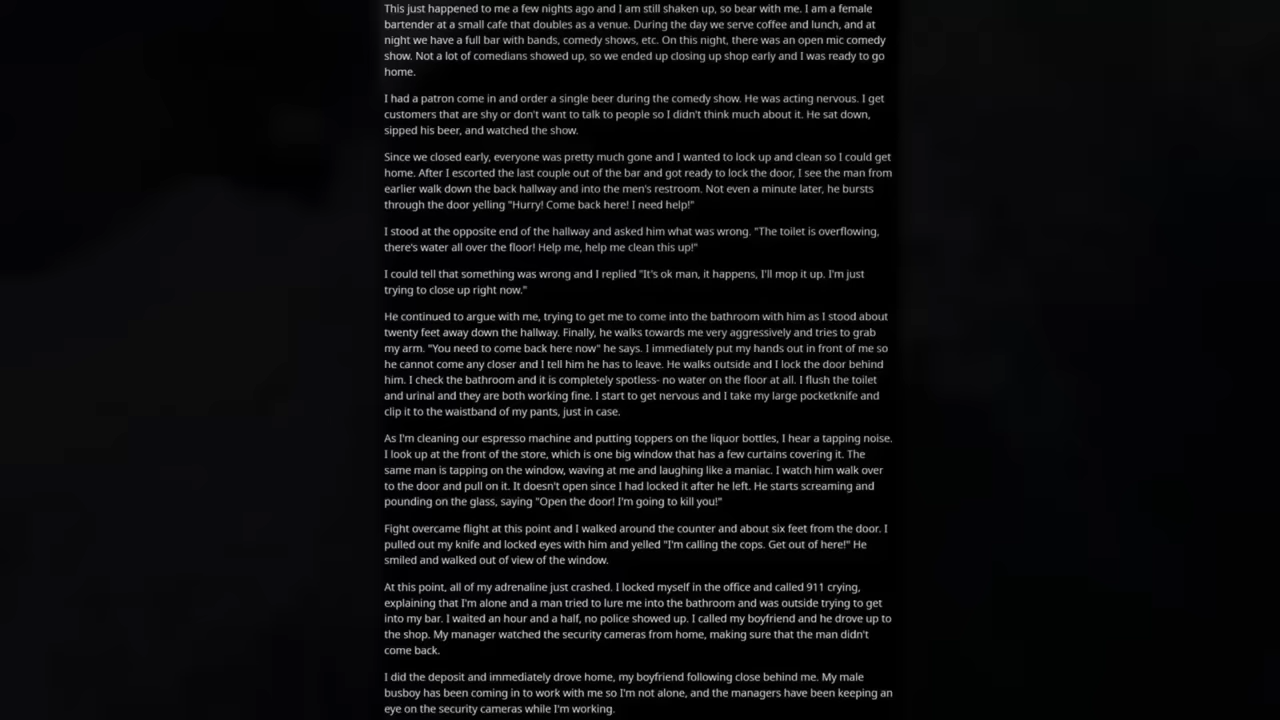 This just happened to me a few nights ago and I am still shaken up, so bear with me. I am a female
bartender at a small cafe that doubles as a venue. During the day we serve coffee and lunch, and at
night we have a full bar with bands, comedy shows, etc. On this night, there was an open mic comedy
show. Not a lot of comedians showed up, so we ended up closing up shop early and I was ready to go
home.
I had a patron come in and order a single beer during the comedy show. He was acting nervous. I get
customers that are shy or don't want to talk to people so I didn't think much about it. He sat down,
sipped his beer, and watched the show.
Since we closed early, everyone was pretty much gone and I wanted to lock up and clean so I could get
home. After I escorted the last couple out of the bar and got ready to lock the door, I see the man from
earlier walk down the back hallway and into the men's restroom. Not even a minute later, he bursts
through the door yelling "Hurry! Come back here! I need help!"
I stood at the opposite end of the hallway and asked him what was wrong. "The toilet is overflowing,
there's water all over the floor! Help me, help me clean this up!"
I could tell that something was wrong and I replied "It's ok man, it happens, I'll mop it up. I'm just
trying to close up right now."
He continued to argue with me, trying to get me to come into the bathroom with him as I stood about
twenty feet away down the hallway. Finally, he walks towards me very aggressively and tries to grab
my arm. "You need to come back here now" he says. I immediately put my hands out in front of me so
he cannot come any closer and I tell him he has to leave. He walks outside and I lock the door behind
him. I check the bathroom and it is completely spotless- no water on the floor at all. I flush the toilet
and urinal and they are both working fine. I start to get nervous and I take my large pocketknife and
clip it to the waistband of my pants, just in case.
As I'm cleaning our espresso machine and putting toppers on the liquor bottles, I hear a tapping noise.
I look up at the front of the store, which is one big window that has a few curtains covering it. The
same man is tapping on the window, waving at me and laughing like a maniac. I watch him walk over
to the door and pull on it. It doesn't open since I had locked it after he left. He starts screaming and
pounding on the glass, saying "Open the door! I'm going to kill you!"
Fight overcame flight at this point and I walked around the counter and about six feet from the door. I
pulled out my knife and locked eyes with him and yelled "I'm calling the cops. Get out of here!" He
smiled and walked out of view of the window.
At this point, all of my adrenaline just crashed. I locked myself in the office and called 911 crying,
explaining that I'm alone and a man tried to lure me into the bathroom and was outside trying to get
into my bar. I waited an hour and a half, no police showed up. I called my boyfriend and he drove up to
the shop. My manager watched the security cameras from home, making sure that the man didn't
come back.
I did the deposit and immediately drove home, my boyfriend following close behind me. My male
busboy has been coming in to work with me so I'm not alone, and the managers have been keeping an
eye on the security cameras while I'm working.